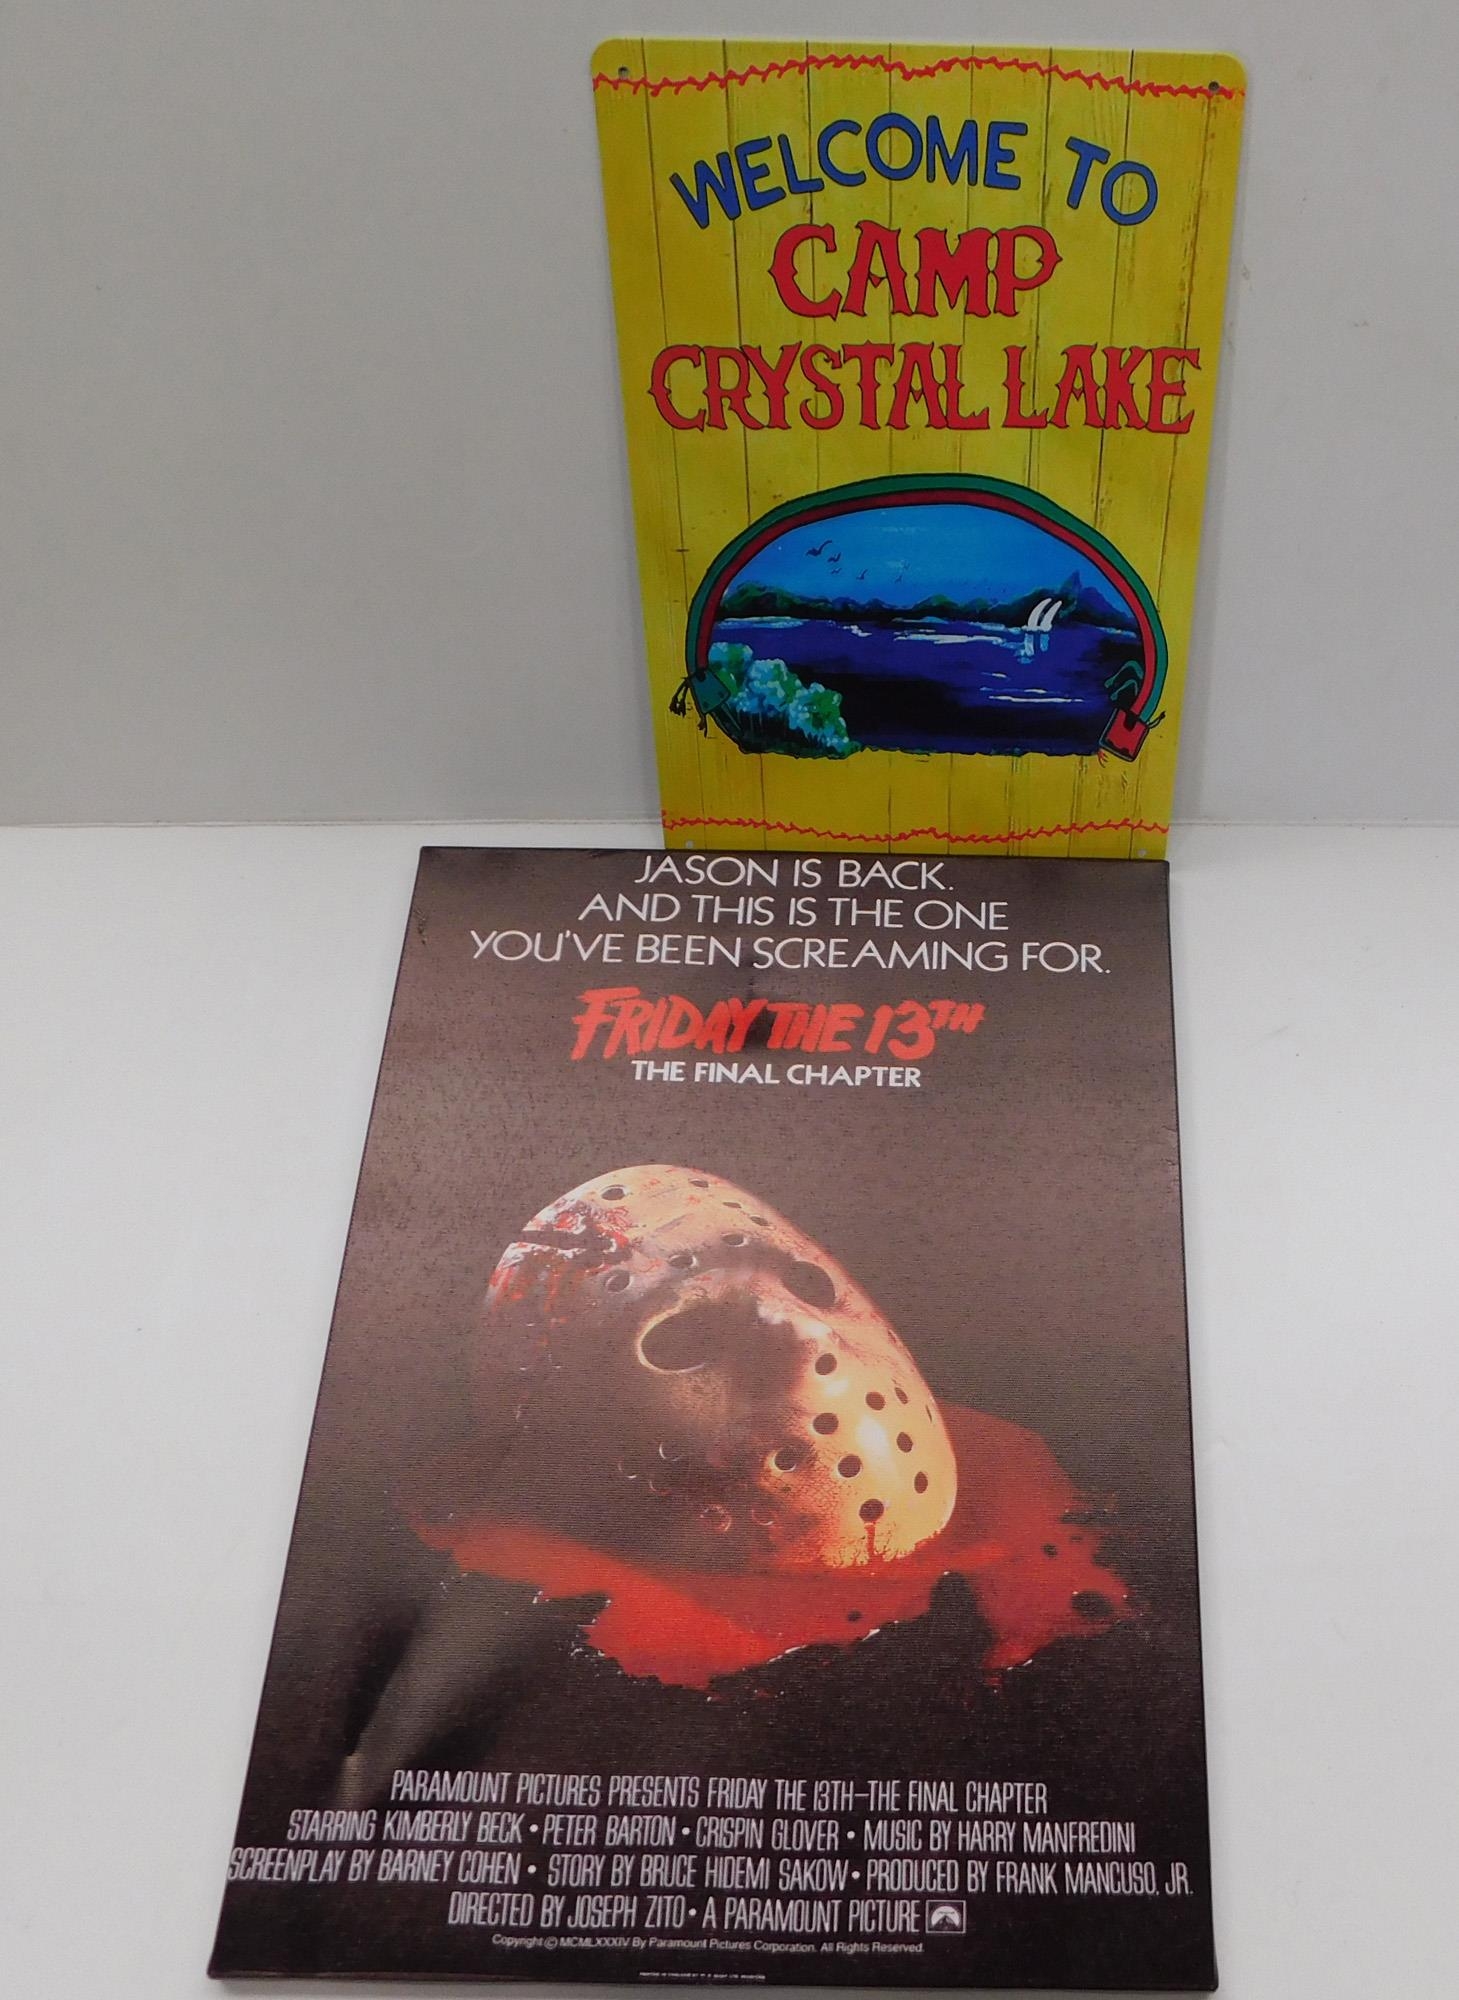 WELCOME TO
CAMP
CRYSTAL LAKE
JASON IS BACK.
AND THIS IS THE ONE
YOU'VE BEEN SCREAMING FOR.
FRIDAY THE 13TH
THE FINAL CHAPTER
PARAMOUNT PICTURES PRESENTS FRIDAY THE 13TH—THE FINAL CHAPTER
STARRING KIMBERLY BECK • PETER BARTON • CRISPIN GLOVER • MUSIC BY HARRY MANFREDINI
SCREENPLAY BY BARNEY COHEN • STORY BY BRUCE HIDEMI SAKOW • PRODUCED BY FRANK MANCUSO, JR.
DIRECTED BY JOSEPH ZITO • A PARAMOUNT PICTURE
Copyright © MCMLXXXIV By Paramount Pictures Corporation. All Rights Reserved.